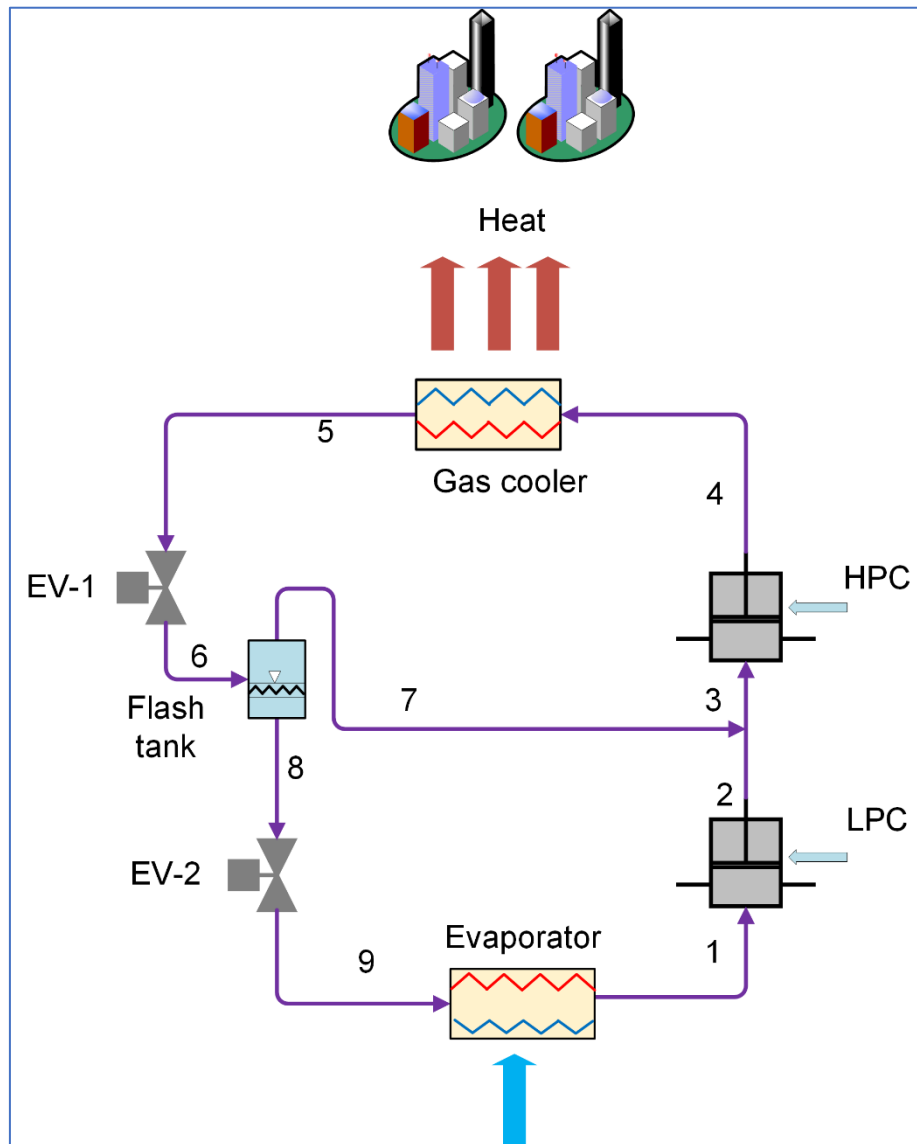 Heat
5
Gas cooler
4
EV-1
HPC
6
Flash
tank
7
3
8
2
LPC
EV-2
Evaporator
9
1